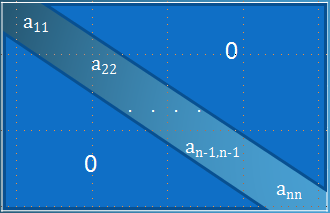 a11
0
a22
. . . .
an-1,n-1
0
ann